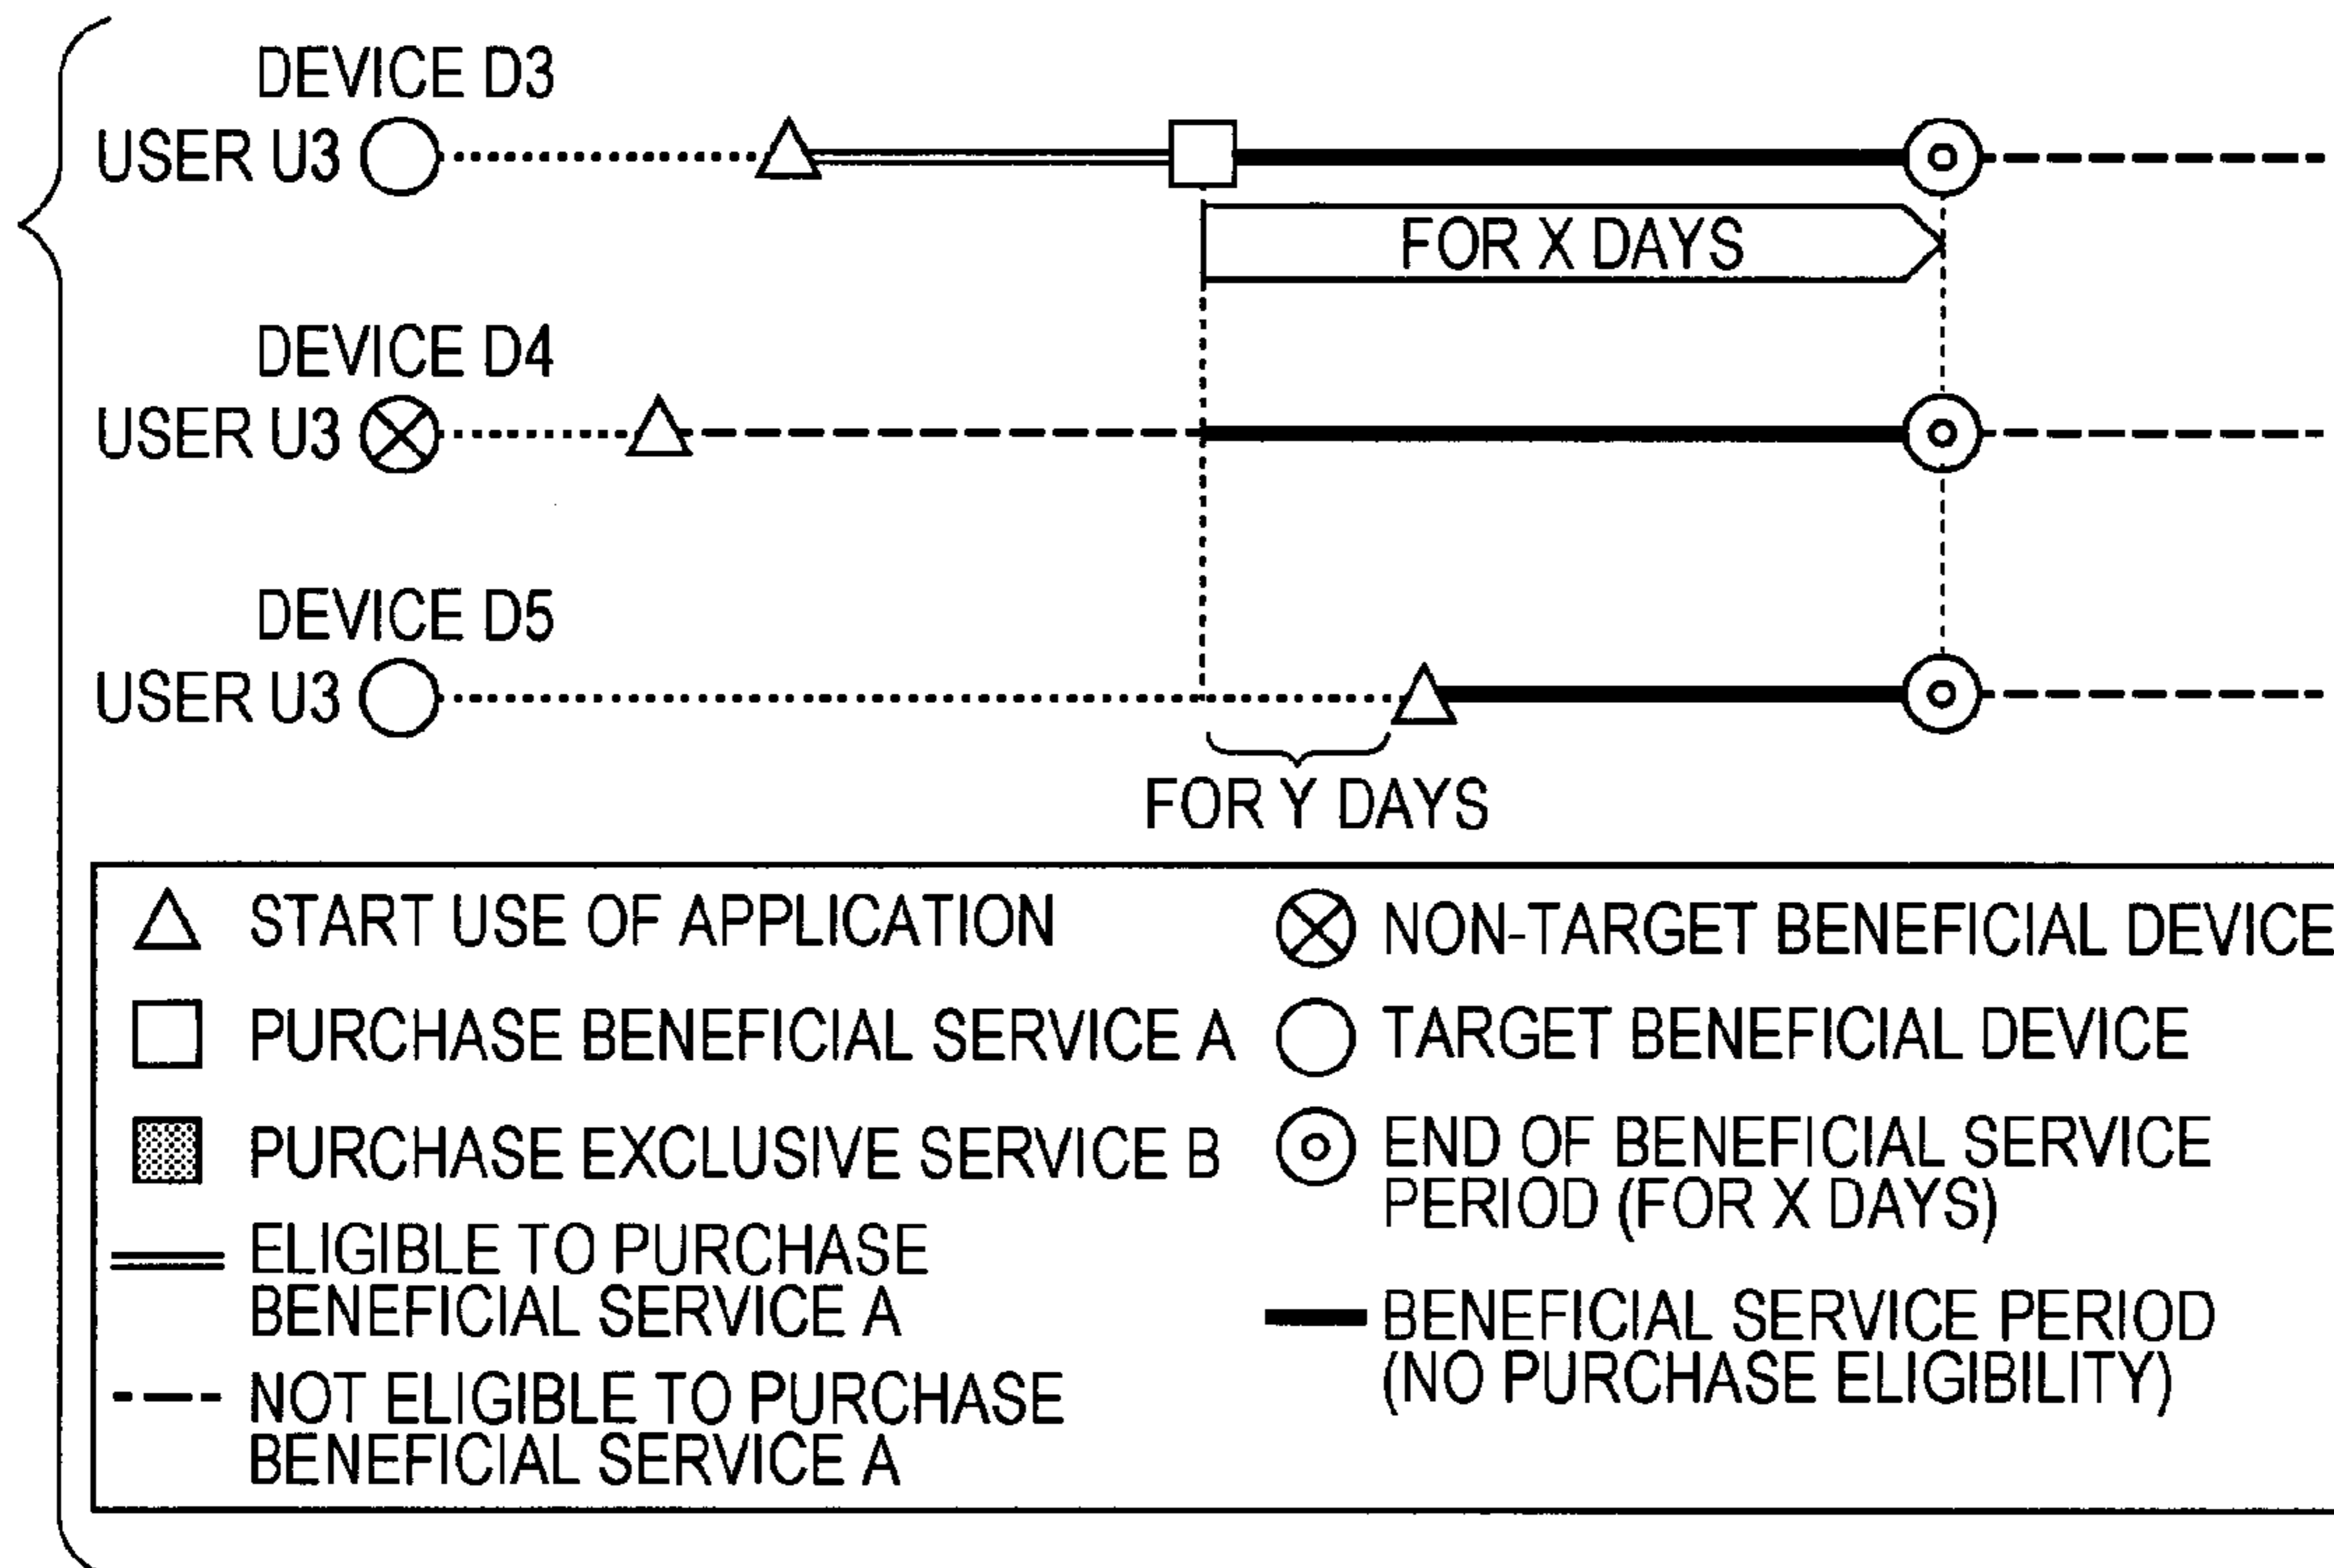 DEVICE D3
USER U3
FOR X DAYS
DEVICE D4
USER U3
DEVICE D5
USER U3
FOR Y DAYS
START USE OF APPLICATION
PURCHASE BENEFICIAL SERVICE A
PURCHASE EXCLUSIVE SERVICE B
ELIGIBLE TO PURCHASE
BENEFICIAL SERVICE A
NOT ELIGIBLE TO PURCHASE
BENEFICIAL SERVICE A
NON-TARGET BENEFICIAL DEVICE
TARGET BENEFICIAL DEVICE
END OF BENEFICIAL SERVICE
PERIOD (FOR X DAYS)
BENEFICIAL SERVICE PERIOD
(NO PURCHASE ELIGIBILITY)